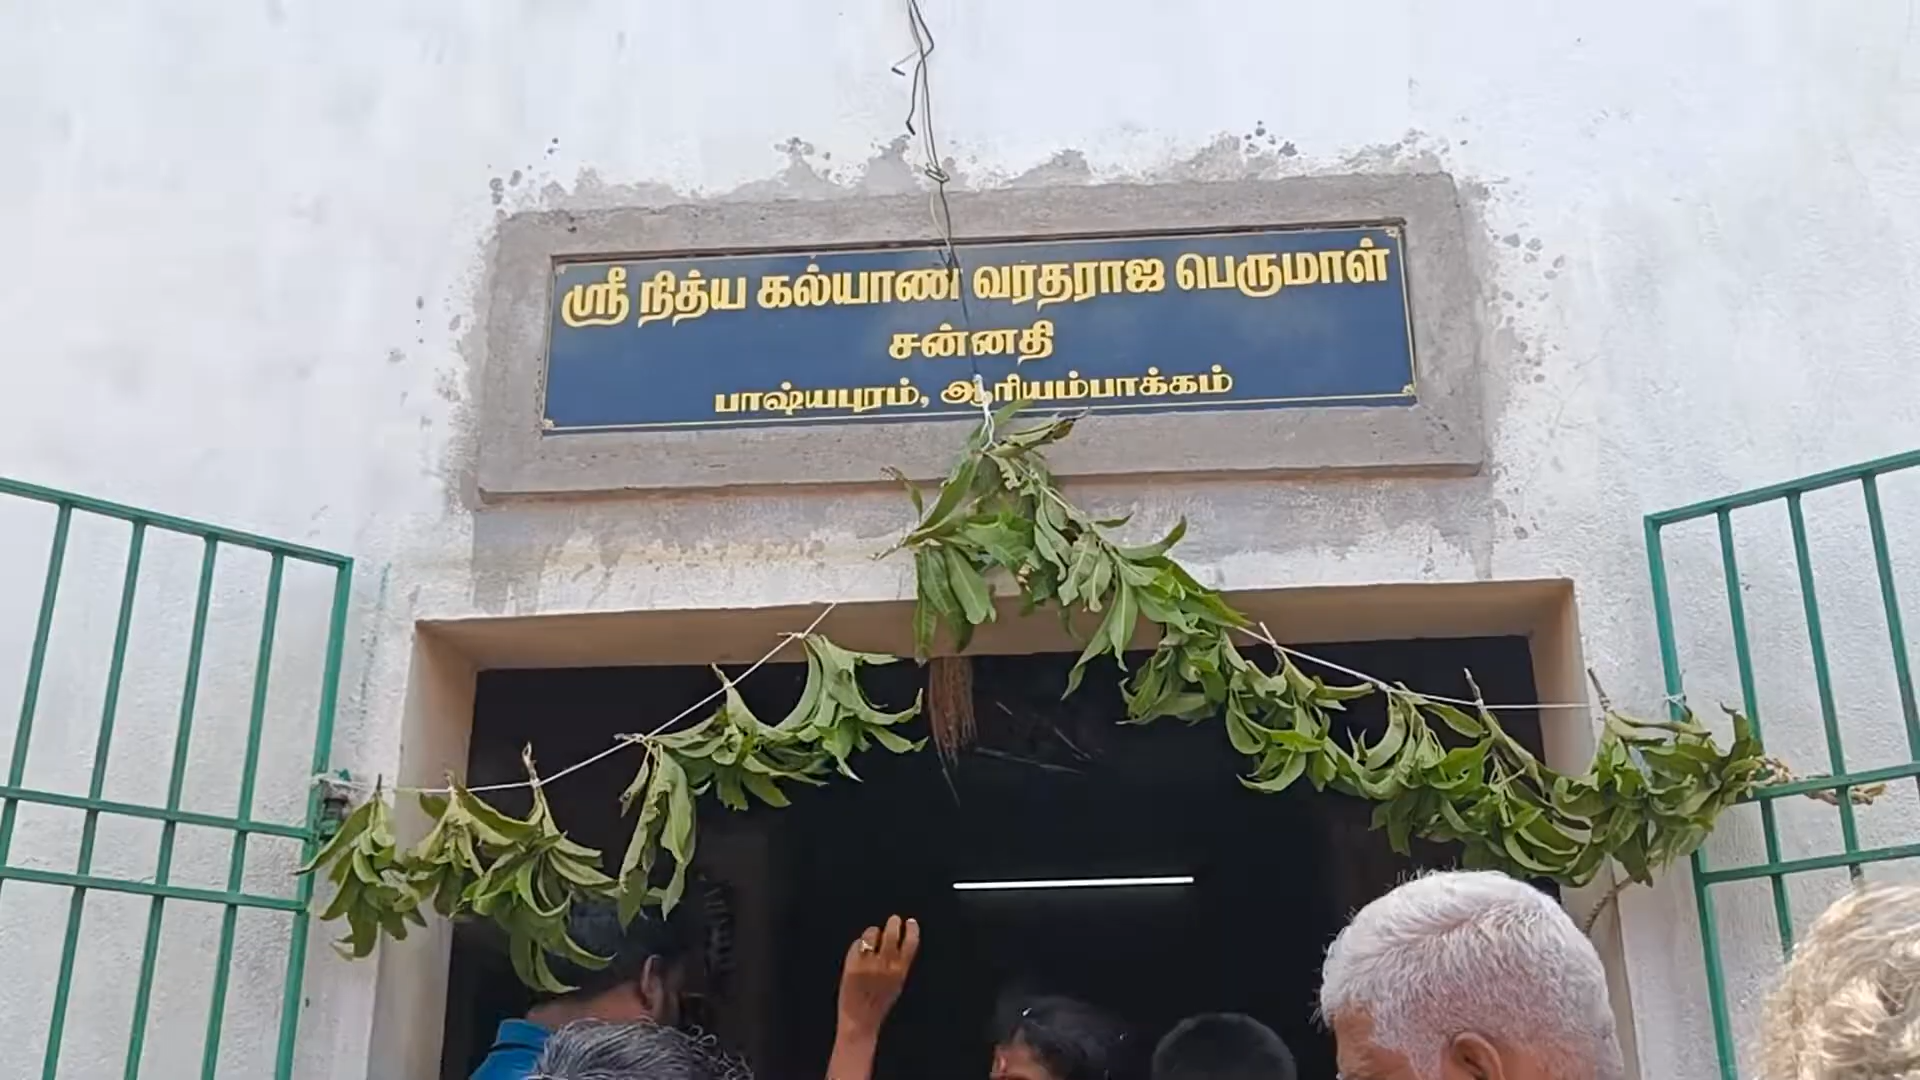 ஸ்ரீ நித்ய கல்யாண வரதராஜ பெருமாள்
சன்னதி
பாஷ்யபுரம், ஆரியம்பாக்கம்